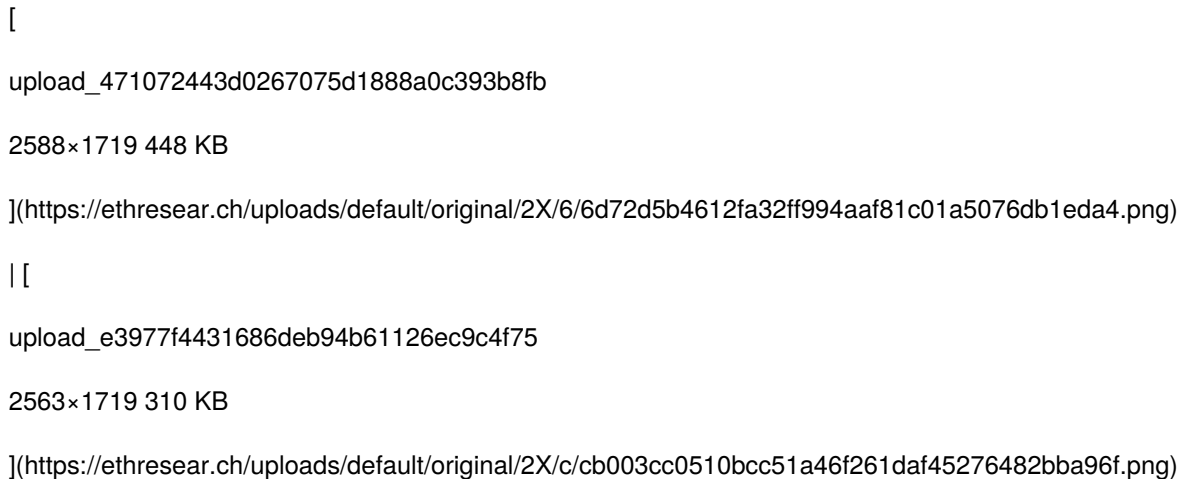 [
upload_471072443d0267075d1888a0c393b8fb
2588×1719 448 KB
](https://ethresear.ch/uploads/default/original/2X/6/6d72d5b4612fa32ff994aaf81c01a5076db1eda4.png)
| [
upload_e3977f4431686deb94b61126ec9c4f75
2563×1719 310 KB
](https://ethresear.ch/uploads/default/original/2X/c/cb003cc0510bcc51a46f261daf45276482bba96f.png)